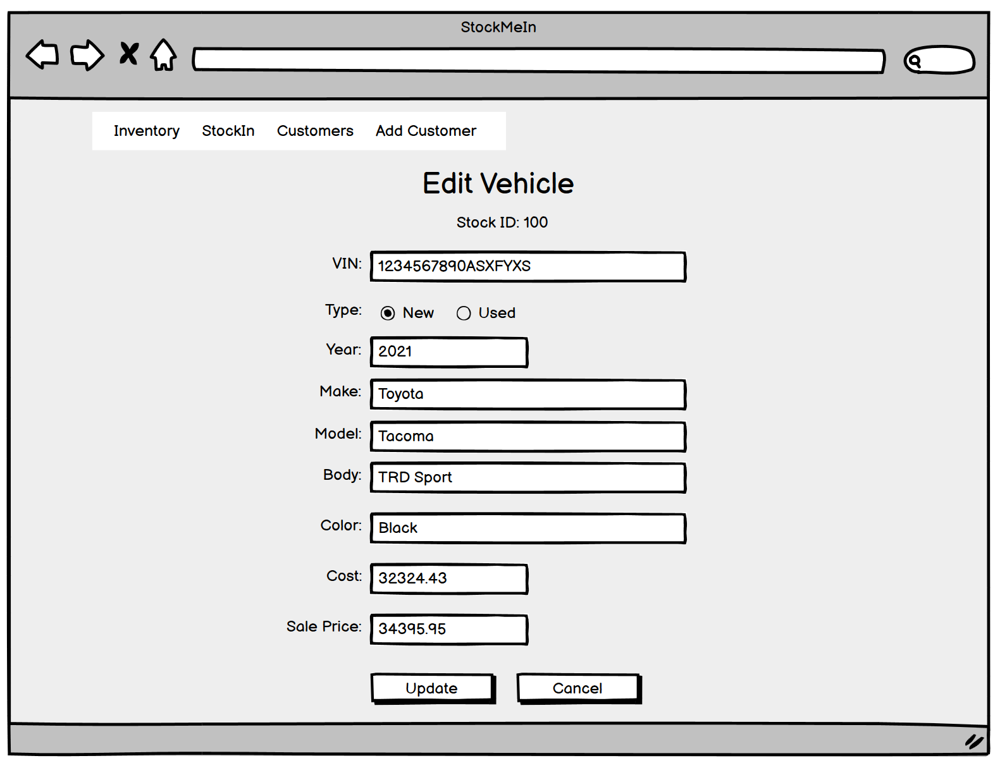 StockMeIn
Inventory StockIn Customers Add Customer
Edit Vehicle
Stock ID: 100
VIN: 1234567890ASXFYXS
Type: New Used
Year: 2021
Make: Toyota
Model: Tacoma
Body: TRD Sport
Color: Black
Cost: 32324.43
Sale Price: 34395.95
Update Cancel